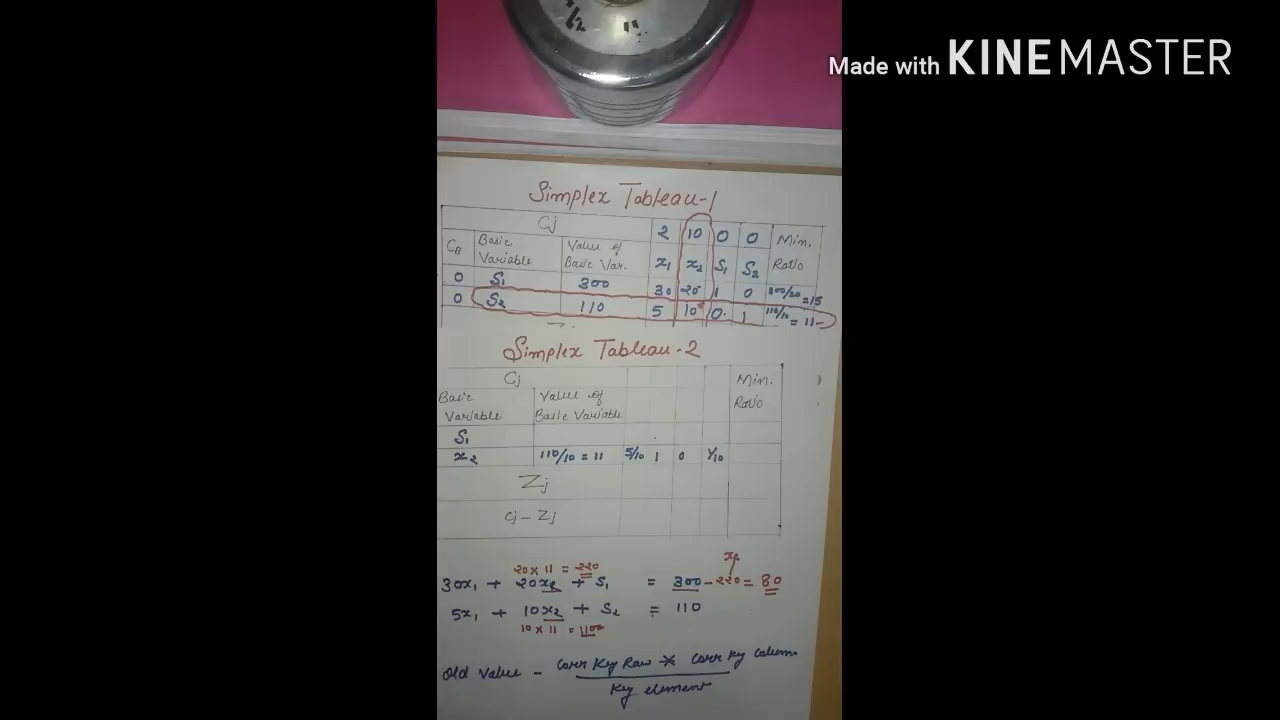 Made with KINEMASTER
Simplex Tableau-1
Cj 2 10 0 0 Min. Ratio
CB Basic Variable Value of Basic Var. x1 x2 S1 S2
0 S1 300 30 20 1 0 300/20 = 15
0 S2 110 5 10 0 1 110/10 = 11
Simplex Tableau-2
Cj Min. Ratio
Basic Variable Value of Basic Variable
S1
x2 110/10 = 11 5/10 1 0 1/10
Zj
Cj - Zj
x2
20 x 11 = 220
30x1 + 20x2 + S1 = 300 - 220 = 80
5x1 + 10x2 + S2 = 110
10 x 11 = 110
Old Value - Corr Key Row * Corr Key Column
Key element